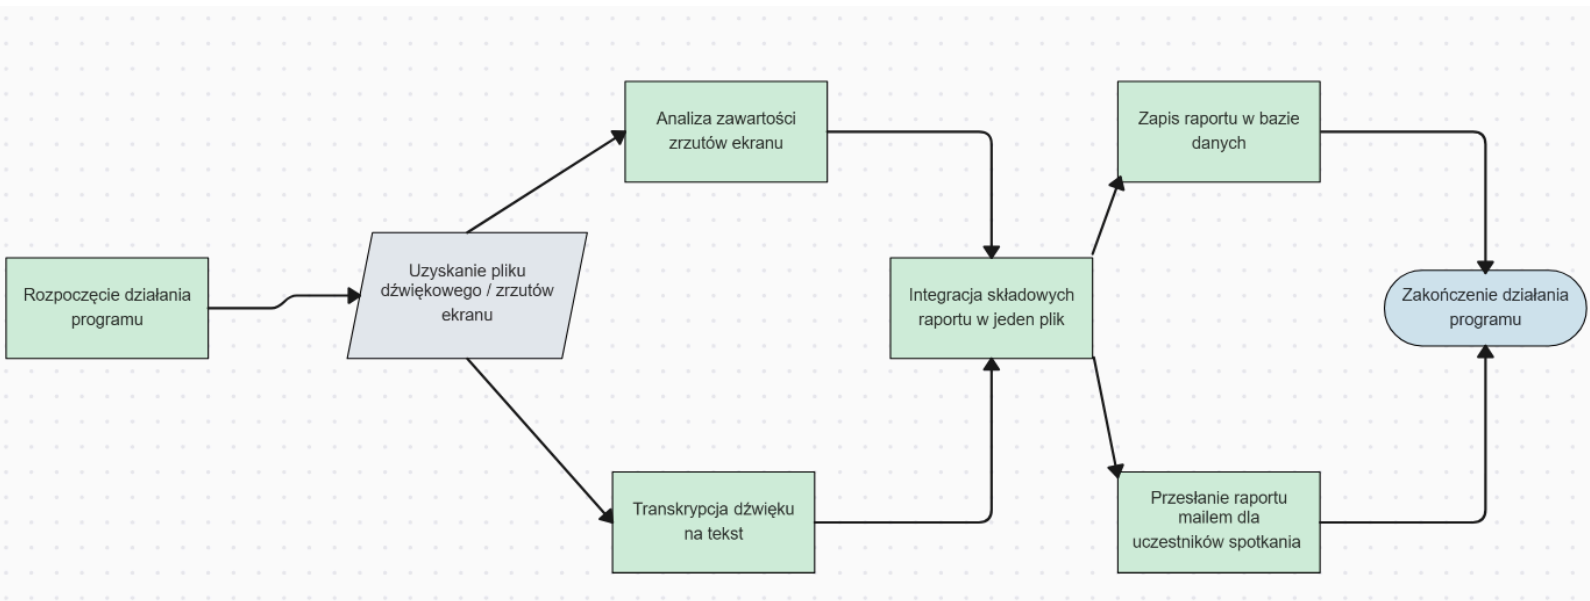 Rozpoczęcie działania
programu
Uzyskanie pliku
dźwiękowego / zrzutów
ekranu
Analiza zawartości
zrzutów ekranu
Transkrypcja dźwięku
na tekst
Integracja składowych
raportu w jeden plik
Zapis raportu w bazie
danych
Przesłanie raportu
mailem dla
uczestników spotkania
Zakończenie działania
programu